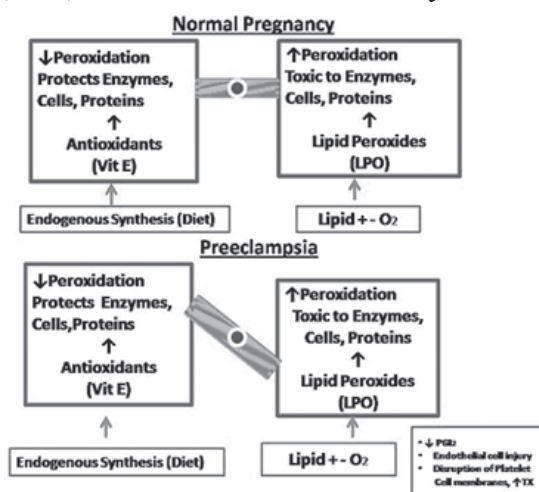 Normal Pregnancy
↓Peroxidation
Protects Enzymes,
Cells, Proteins
↑
Antioxidants
(Vit E)
Endogenous Synthesis (Diet)
↑Peroxidation
Toxic to Enzymes,
Cells, Proteins
↑
Lipid Peroxides
(LPO)
Lipid + - O2
Preeclampsia
↓Peroxidation
Protects Enzymes,
Cells,Proteins
↑
Antioxidants
(Vit E)
Endogenous Synthesis (Diet)
↑Peroxidation
Toxic to Enzymes,
Cells, Proteins
↑
Lipid Peroxides
(LPO)
Lipid + - O2
• ↓ PGI2
• Endothelial cell injury
• Disruption of Platelet
Cell membranes, ↑TX